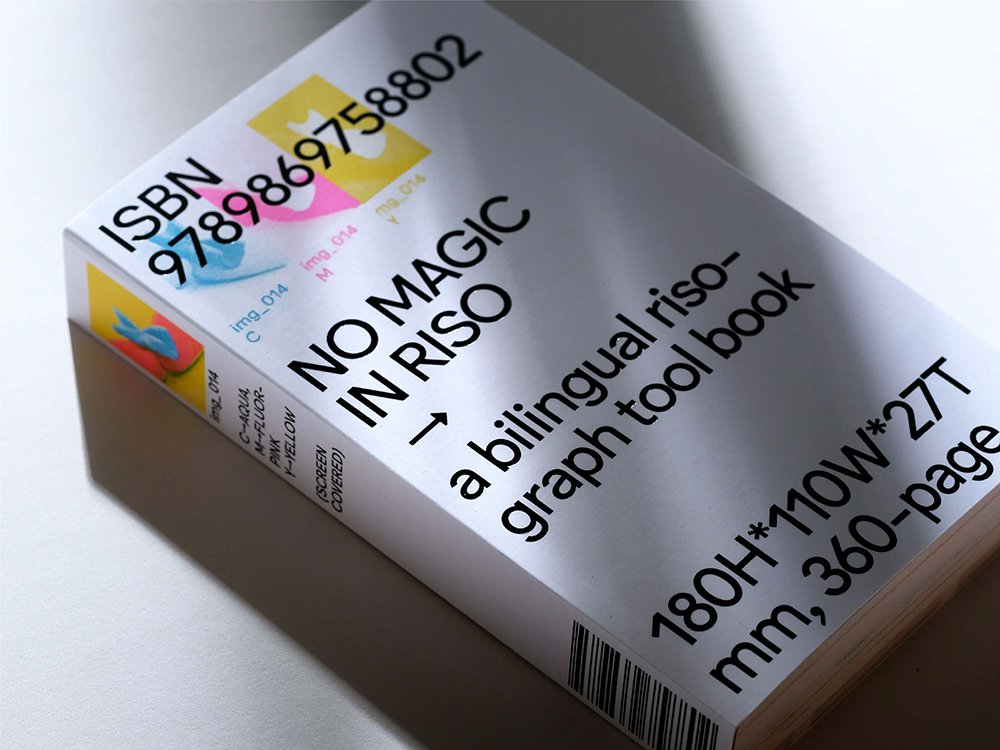 ISBN
9789869758802
img_014
C
img_014
M
mg_014
Y
NO MAGIC
IN RISO
→
a bilingual riso-
graph tool book
180H*110W*27T
mm, 360-page
img_014
C→AQUA,
M→FLUOR-
PINK
Y→YELLOW
(SCREEN
COVERED)